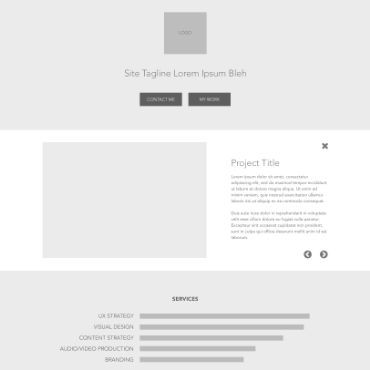 LOGO
Site Tagline Lorem Ipsum Bleh
CONTACT ME
MY WORK
Project Title
Lorem ipsum dolor sit amet, consectetur
adipisicing elit, sed do eiusmod tempor incididunt
ut labore et dolore magna aliqua. Ut enim ad
minim veniam, quis nostrud exercitation ullamco
laboris nisi ut aliquip ex ea commodo consequat.
Duis aute irure dolor in reprehenderit in voluptate
velit esse cillum dolore eu fugiat nulla pariatur.
Excepteur sint occaecat cupidatat non proident,
sunt in culpa qui officia deserunt mollit anim id est
laborum.
SERVICES
UX STRATEGY
VISUAL DESIGN
CONTENT STRATEGY
AUDIO/VIDEO PRODUCTION
BRANDING